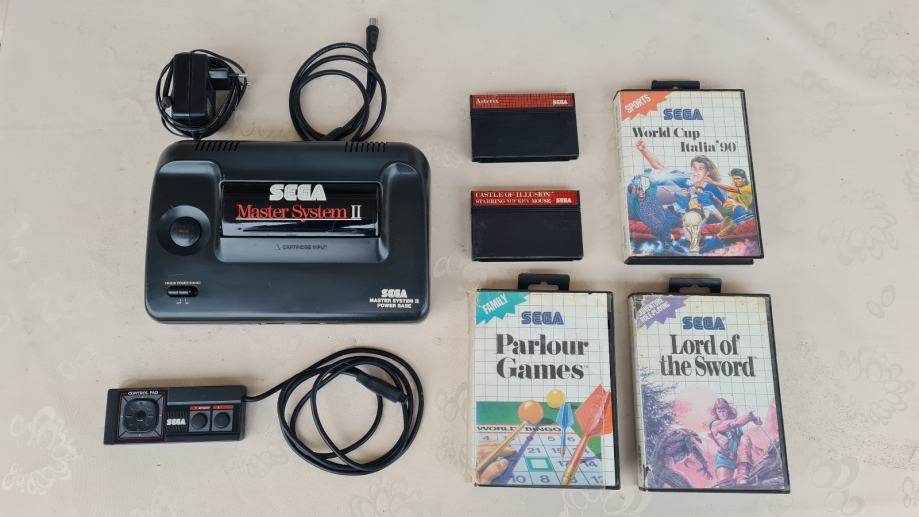 SEGA
Master System II
CARTRIDGE INPUT
SEGA
MASTER SYSTEM II
POWER BASE
CONTROL PAD
SEGA
Asterix
SEGA
CASTLE OF ILLUSION
STARRING MICKEY MOUSE
SEGA
SPORTS
SEGA
World Cup
Italia '90
FAMILY
SEGA
Parlour
Games
WORLD BINGO
SEGA
Lord of
the Sword